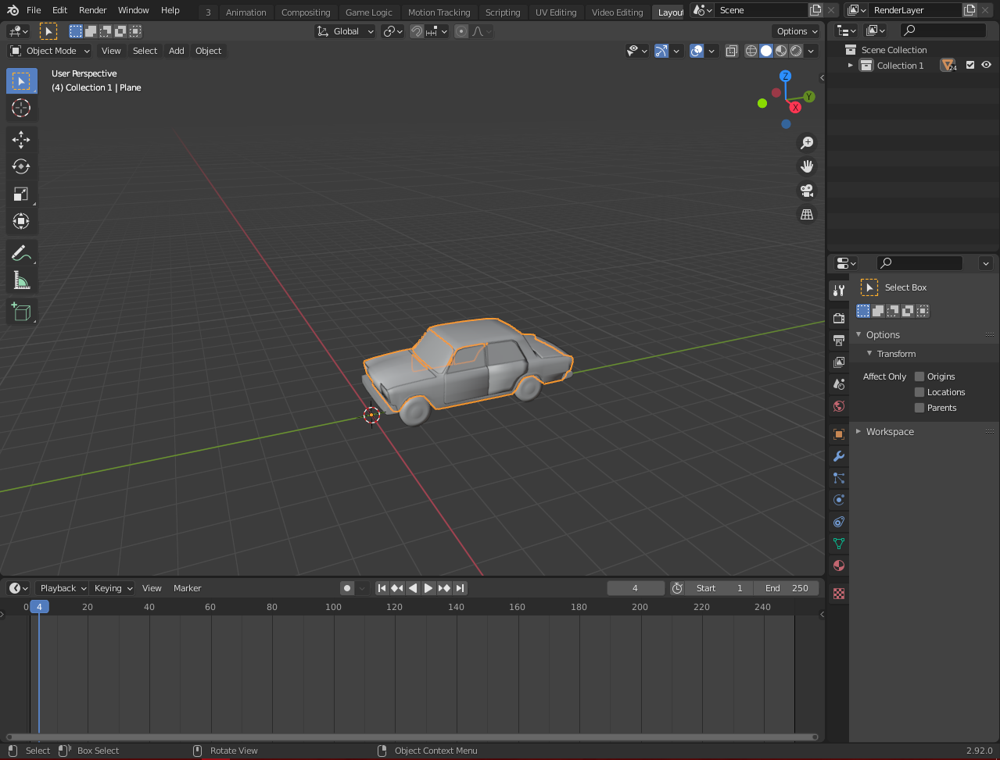 File Edit Render Window Help 3 Animation Compositing Game Logic Motion Tracking Scripting UV Editing Video Editing Layout Scene RenderLayer
Global Options
Object Mode View Select Add Object
User Perspective
(4) Collection 1 | Plane
Z
Y
X
Scene Collection
Collection 1 24
Select Box
Options
Transform
Affect Only Origins
Locations
Parents
Workspace
Playback Keying View Marker 4 Start 1 End 250
0 4 20 40 60 80 100 120 140 160 180 200 220 240
Select Box Select Rotate View Object Context Menu 2.92.0